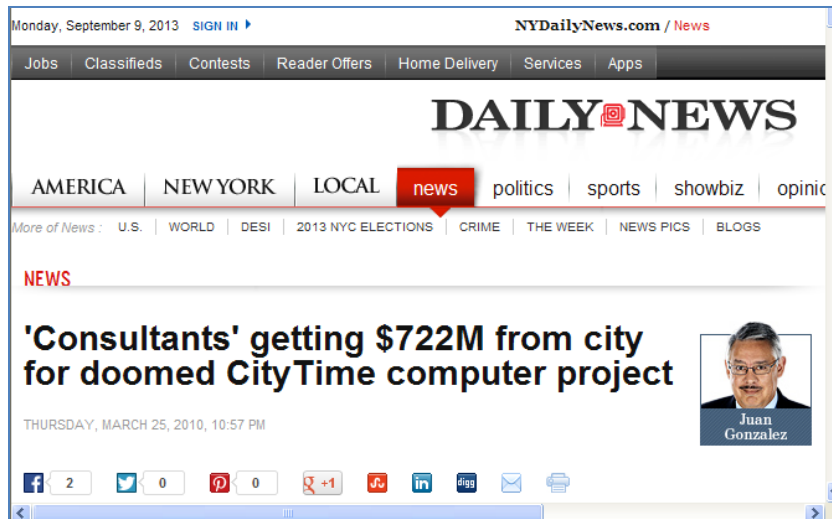 Monday, September 9, 2013 SIGN IN NYDailyNews.com / News
Jobs Classifieds Contests Reader Offers Home Delivery Services Apps
DAILY NEWS
AMERICA NEW YORK LOCAL news politics sports showbiz opinic
More of News : U.S. WORLD DESI 2013 NYC ELECTIONS CRIME THE WEEK NEWS PICS BLOGS
NEWS
'Consultants' getting $722M from city
for doomed CityTime computer project
Juan
Gonzalez
THURSDAY, MARCH 25, 2010, 10:57 PM
f 2 0 0 g +1 in digg